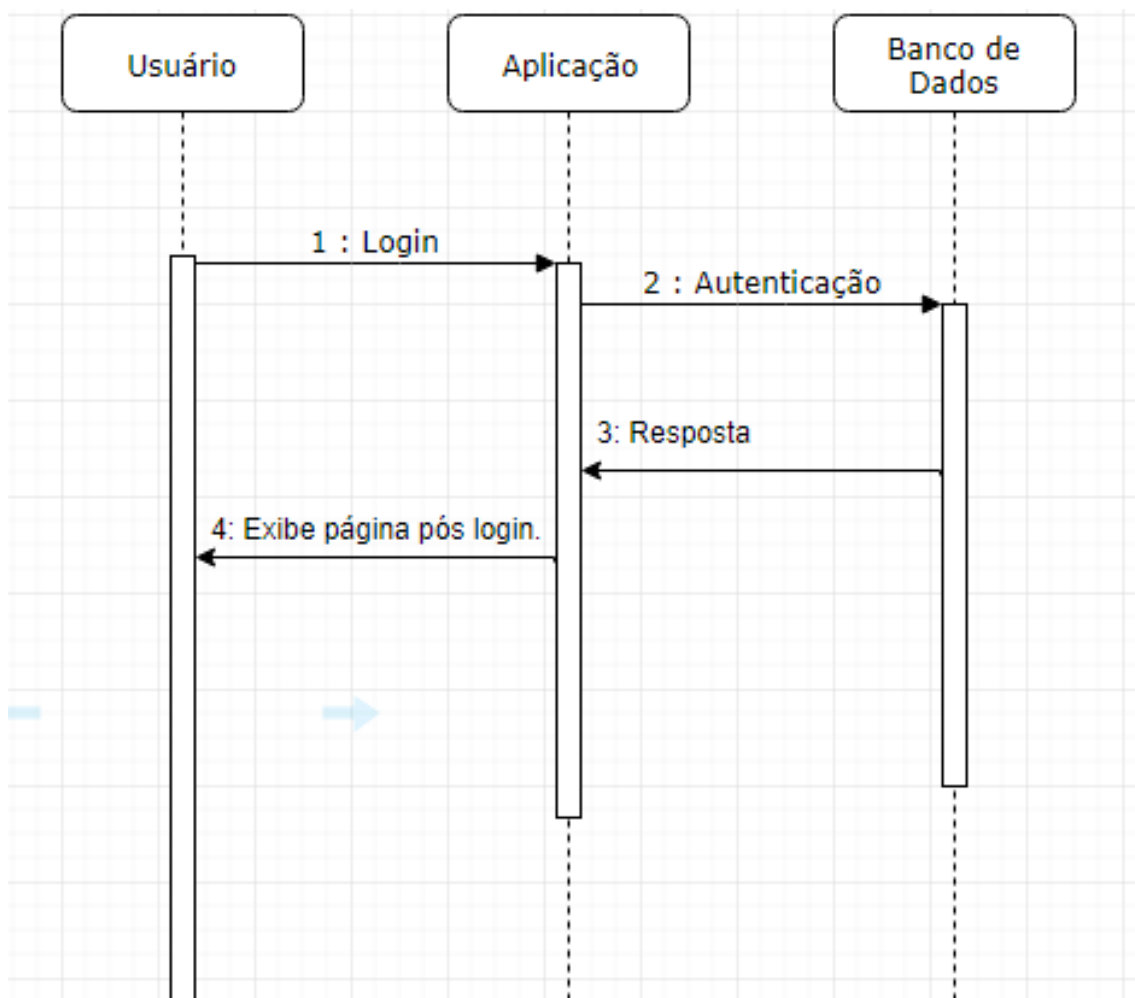 Usuário
Aplicação
Banco de
Dados
1 : Login
2 : Autenticação
3: Resposta
4: Exibe página pós login.